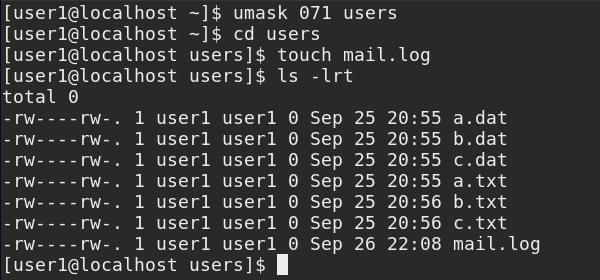 [user1@localhost ~]$ umask 071 users
[user1@localhost ~]$ cd users
[user1@localhost users]$ touch mail.log
[user1@localhost users]$ ls -lrt
total 0
-rw----rw-. 1 user1 user1 0 Sep 25 20:55 a.dat
-rw----rw-. 1 user1 user1 0 Sep 25 20:55 b.dat
-rw----rw-. 1 user1 user1 0 Sep 25 20:55 c.dat
-rw----rw-. 1 user1 user1 0 Sep 25 20:55 a.txt
-rw----rw-. 1 user1 user1 0 Sep 25 20:56 b.txt
-rw----rw-. 1 user1 user1 0 Sep 25 20:56 c.txt
-rw----rw-. 1 user1 user1 0 Sep 26 22:08 mail.log
[user1@localhost users]$